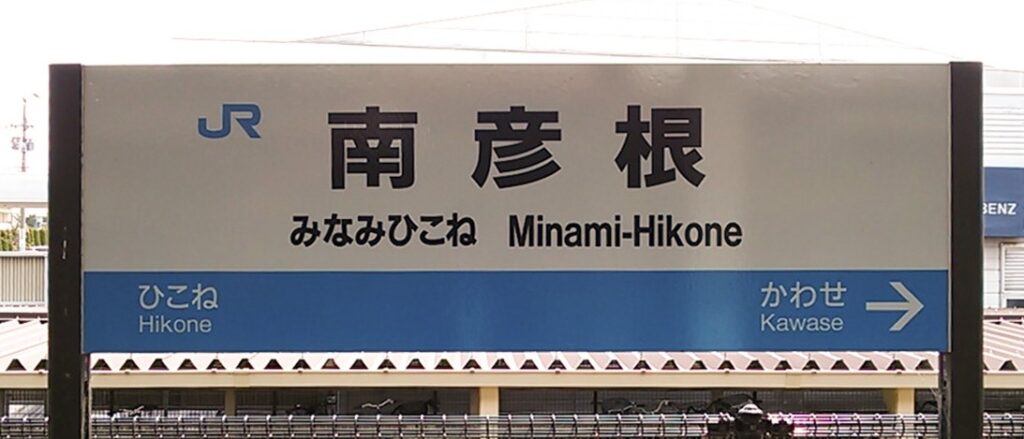 JR
南彦根
みなみひこね Minami-Hikone
ひこね
Hikone
かわせ
Kawase
BENZ